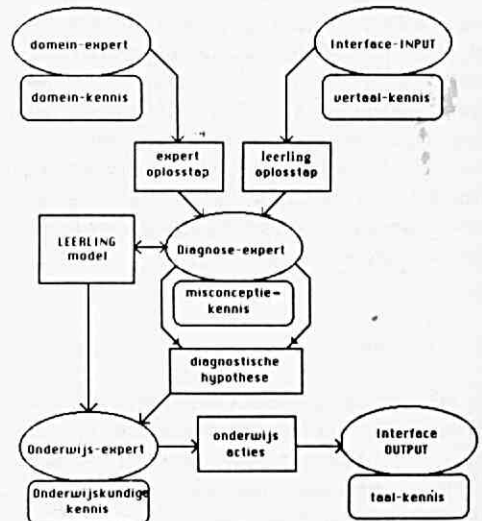 domein-expert
Interface-INPUT
domein-kennis
vertaal-kennis
expert
oplosstap
leerling
oplosstap
LEERLING
model
Diagnose-expert
misconceptie-
kennis
diagnostische
hypothese
Onderwijs-expert
onderwijs
acties
Interface
OUTPUT
Onderwijskundige
kennis
taal-kennis